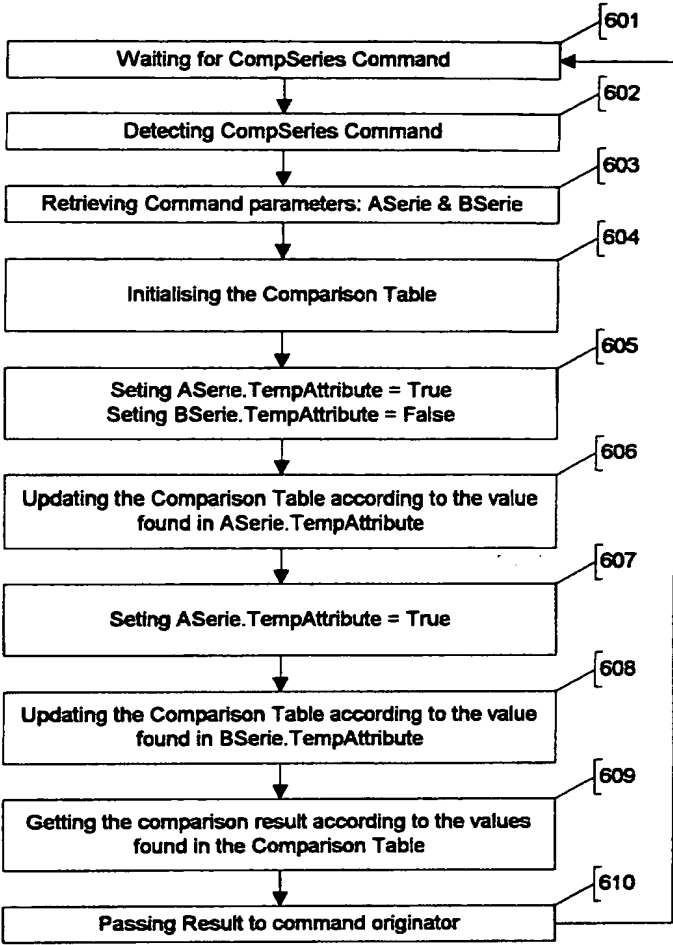 601
Waiting for CompSeries Command
602
Detecting CompSeries Command
603
Retrieving Command parameters: ASerie & BSerie
604
Initialising the Comparison Table
605
Seting ASerie.TempAttribute = True
Seting BSerie.TempAttribute = False
606
Updating the Comparison Table according to the value
found in ASerie.TempAttribute
607
Seting ASerie.TempAttribute = True
608
Updating the Comparison Table according to the value
found in BSerie.TempAttribute
609
Getting the comparison result according to the values
found in the Comparison Table
610
Passing Result to command originator